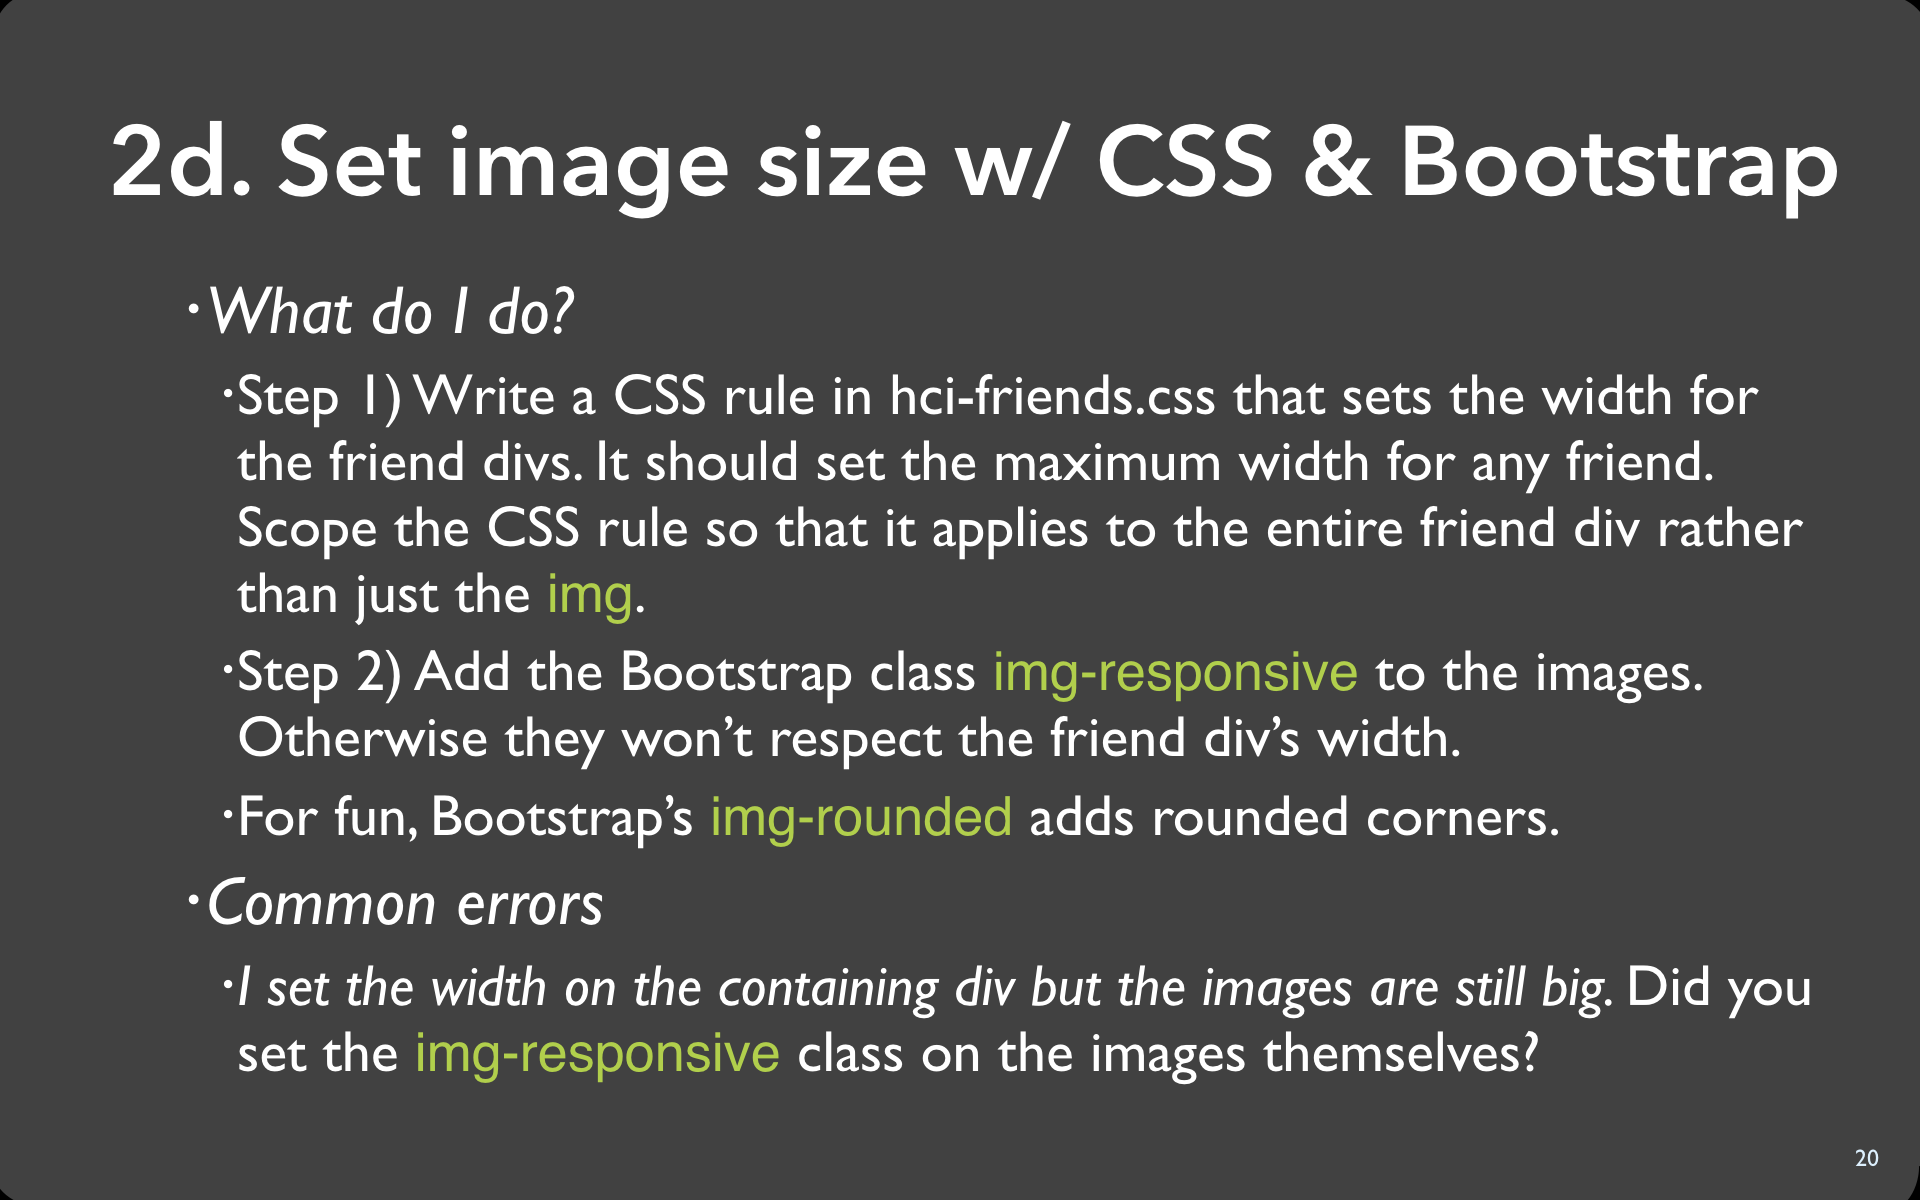 2d. Set image size w/ CSS & Bootstrap
·What do I do?
·Step 1) Write a CSS rule in hci-friends.css that sets the width for
the friend divs. It should set the maximum width for any friend.
Scope the CSS rule so that it applies to the entire friend div rather
than just the img.
·Step 2) Add the Bootstrap class img-responsive to the images.
Otherwise they won’t respect the friend div’s width.
·For fun, Bootstrap’s img-rounded adds rounded corners.
·Common errors
·I set the width on the containing div but the images are still big. Did you
set the img-responsive class on the images themselves?
20